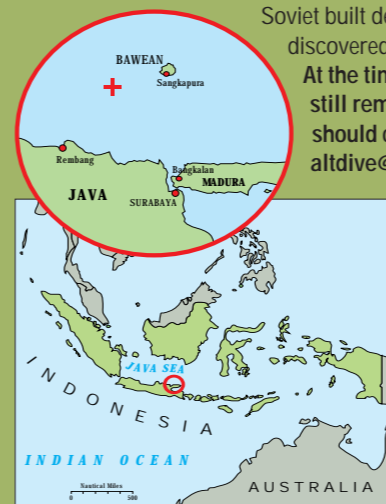 Soviet built de
discovered
At the tin
still rem
should c
altdive@
BAWEAN
Sangkapura
Rembang
Bangkalan
JAVA
MADURA
SURABAYA
JAVA SEA
INDONESIA
INDIAN OCEAN
AUSTRALIA
Nautical Miles
0
500